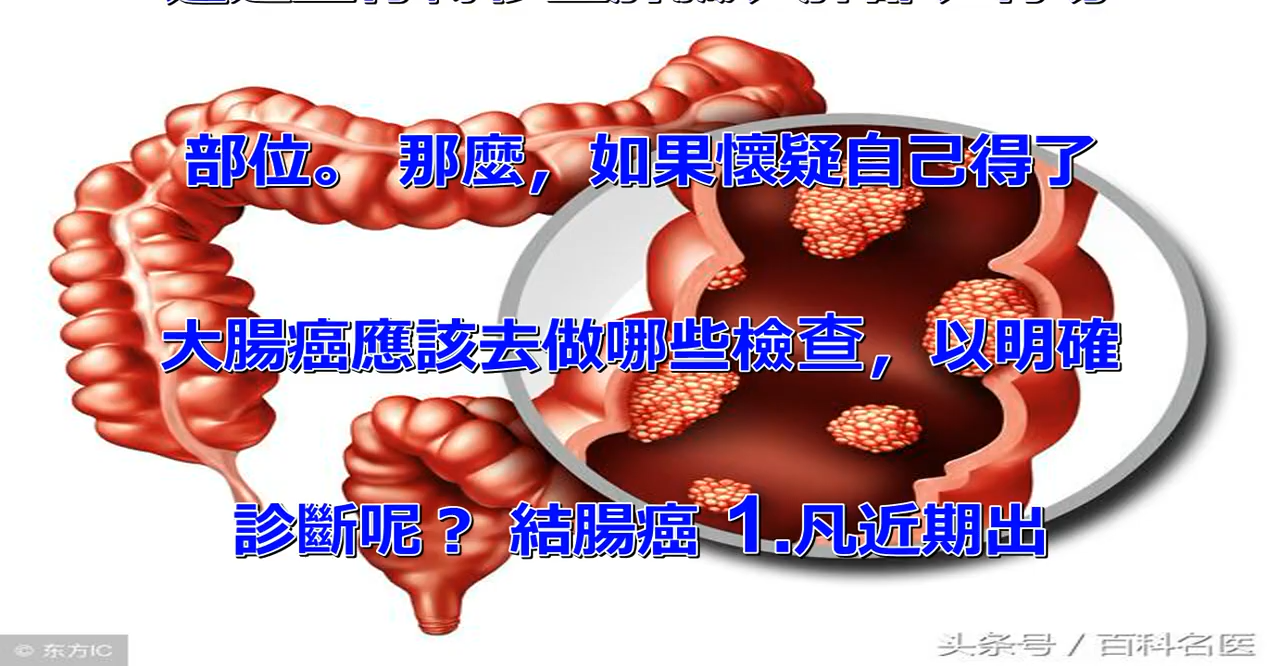 部位。 那麼，如果懷疑自己得了
大腸癌應該去做哪些檢查，以明確
診斷呢？ 結腸癌 1.凡近期出
© 东方IC
头条号 / 百科名医